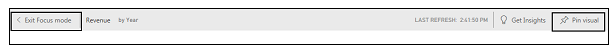 Exit Focus mode Revenue by Year LAST REFRESH: 2:41:50 PM Get Insights Pin visual